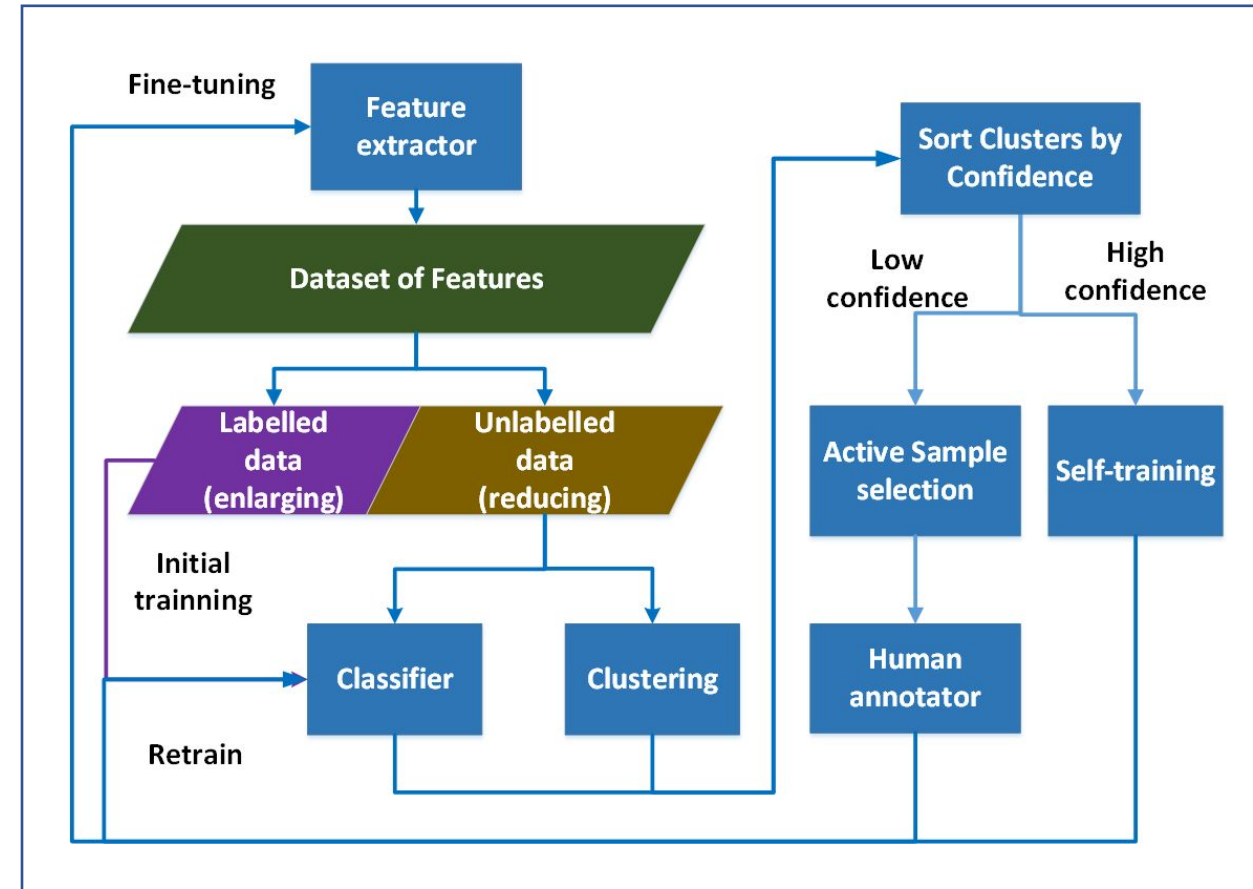 Fine-tuning
Feature
extractor
Dataset of Features
Labelled
data
(enlarging)
Unlabelled
data
(reducing)
Initial
trainning
Classifier
Clustering
Retrain
Sort Clusters by
Confidence
Low
confidence
High
confidence
Active Sample
selection
Self-training
Human
annotator